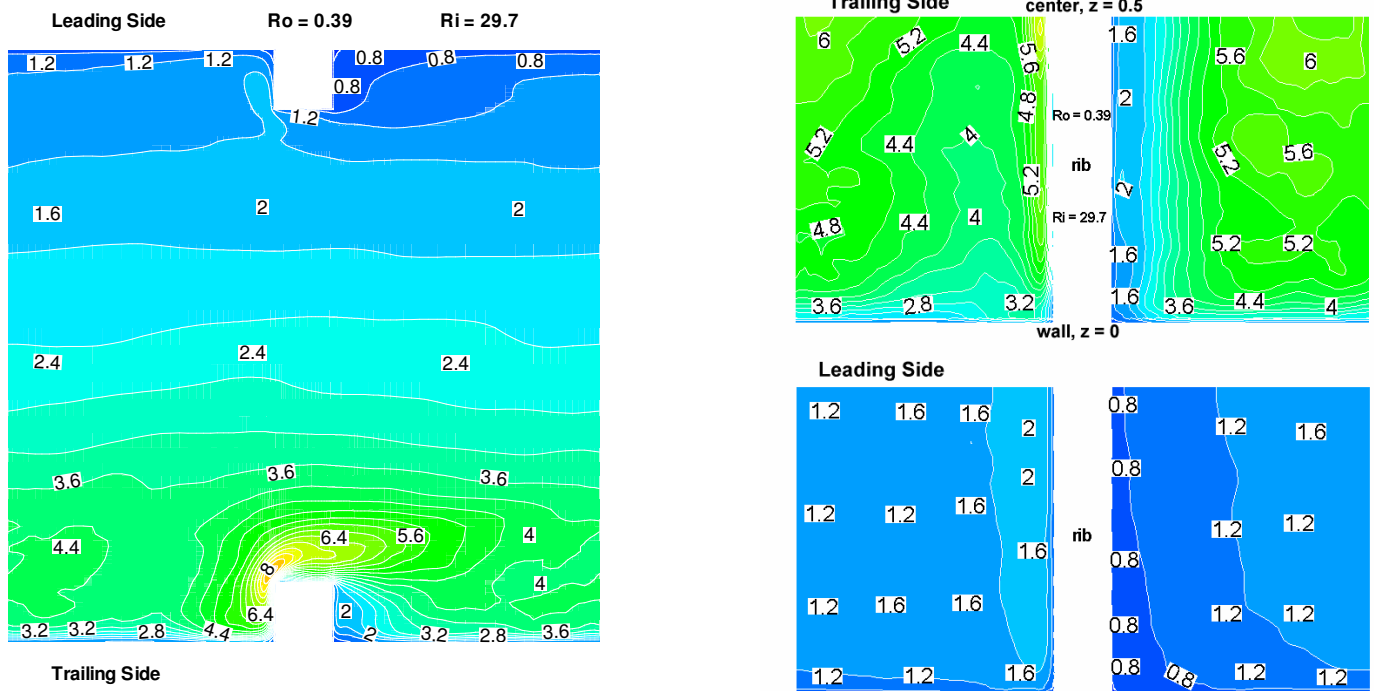 Leading Side Ro = 0.39 Ri = 29.7
1.2 1.2 1.2 0.8 0.8
0.8
1.2
1.6 2 2
2.4 2.4 2.4
3.6 3.6 3.6
4.4 6.4 5.6 4
8 4
6.4 2
3.2 3.2 2.8 4.4 2 3.2 2.8 3.6
Trailing Side
Trailing Side center, z = 0.5
6 5.2 4.4 5.6 1.6 5.6 6
4.8 2
Ro = 0.39
5.2 4.4 4 5.2 5.6
rib
5.2 2
4.8 4.4 4 Ri = 29.7
1.6 5.2 5.2
3.6 2.8 3.2 1.6 3.6 4.4 4
wall, z = 0
Leading Side
1.2 1.6 1.6 2 0.8 1.2 1.6
2 0.8
1.2 1.2 1.6 1.2 1.2
rib
1.6 0.8
1.2 1.6 1.6 0.8 1.2 1.2
1.2 1.2 1.6 0.8 0.8 1.2 1.2